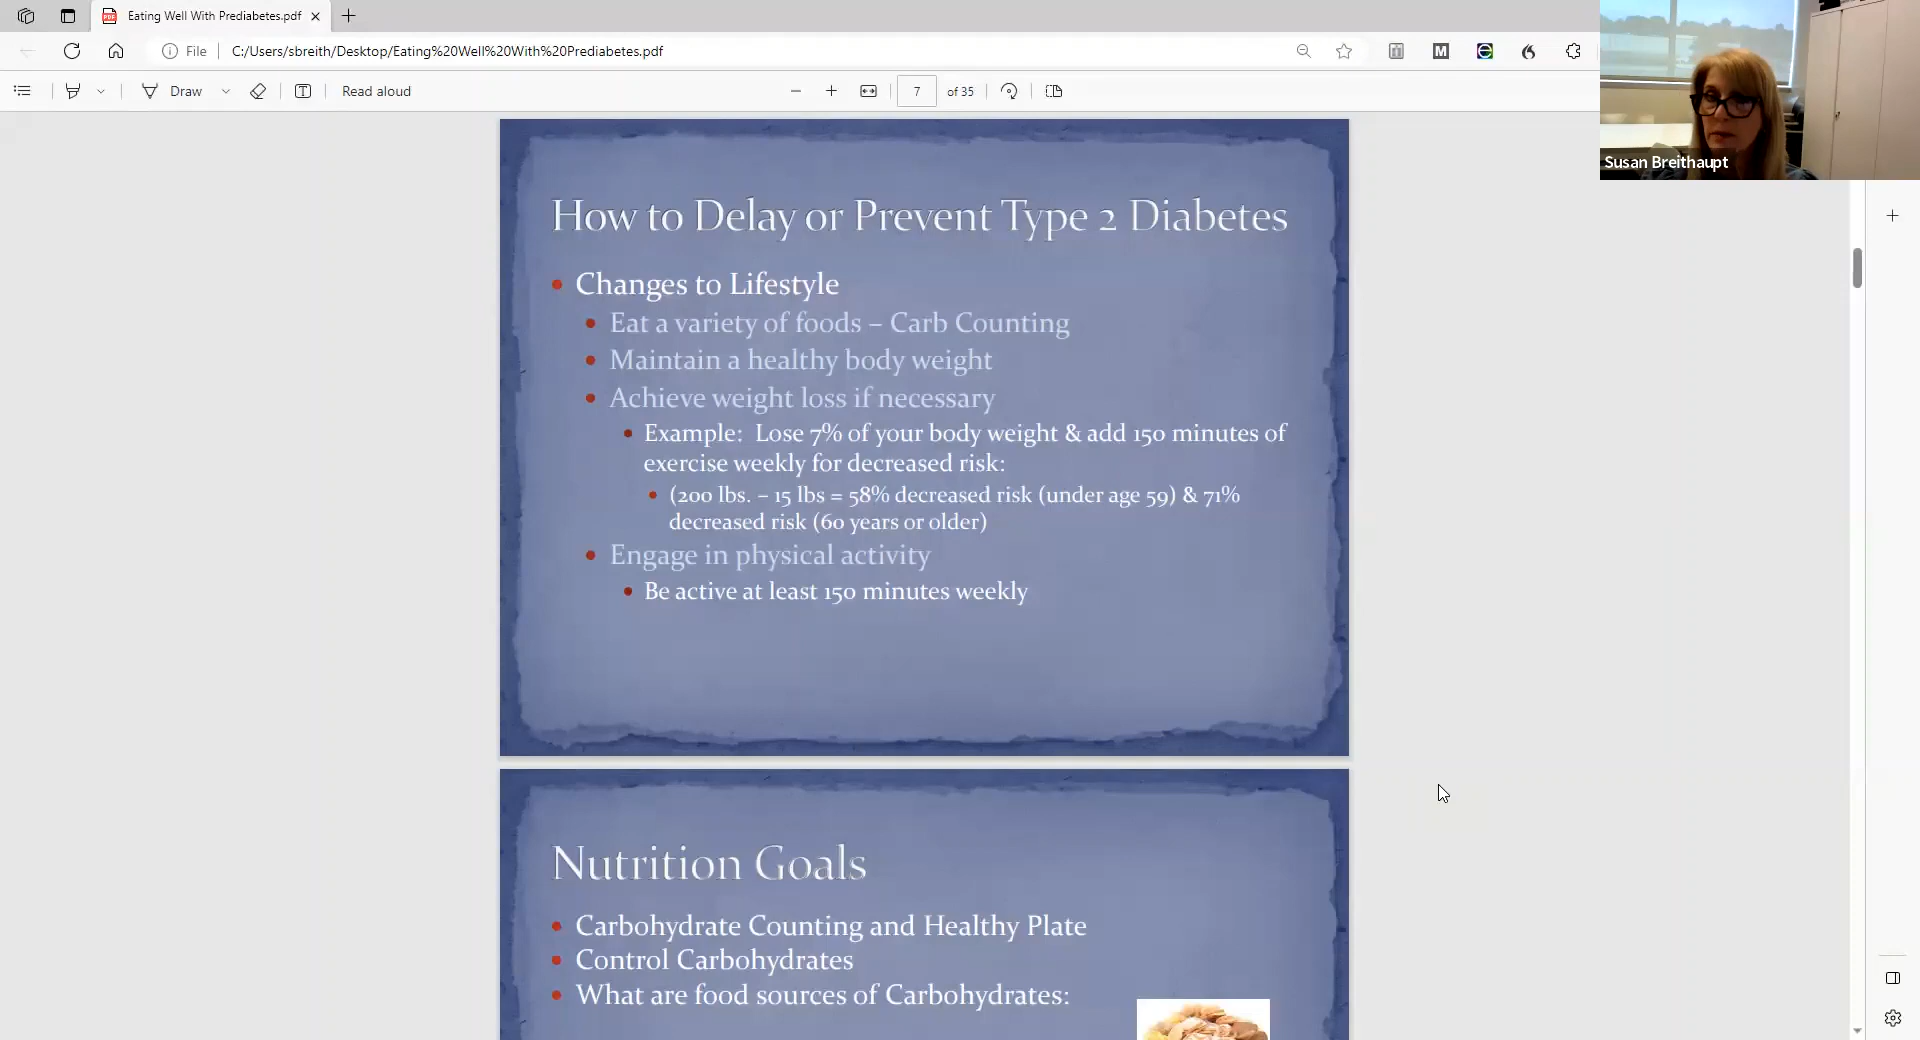 Eating Well With Prediabetes.pdf
File
C:/Users/sbreith/Desktop/Eating%20Well%20With%20Prediabetes.pdf
M
Draw
Read aloud
7
of 35
Susan Breithaupt
How to Delay or Prevent Type 2 Diabetes
Changes to Lifestyle
Eat a variety of foods – Carb Counting
Maintain a healthy body weight
Achieve weight loss if necessary
Example: Lose 7% of your body weight & add 150 minutes of
exercise weekly for decreased risk:
(200 lbs. – 15 lbs = 58% decreased risk (under age 59) & 71%
decreased risk (60 years or older)
Engage in physical activity
Be active at least 150 minutes weekly
Nutrition Goals
Carbohydrate Counting and Healthy Plate
Control Carbohydrates
What are food sources of Carbohydrates: